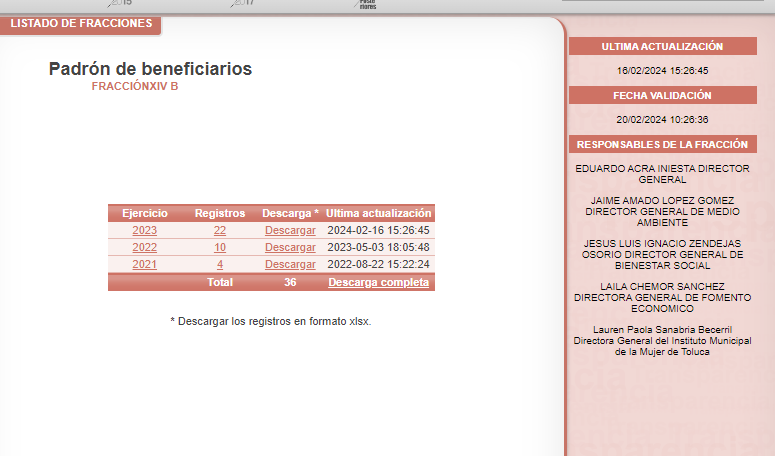 2015
2017
LISTADO DE FRACCIONES
Padrón de beneficiarios
FRACCIÓNXIV B
Ejercicio Registros Descarga * Ultima actualización
2023 22 Descargar 2024-02-16 15:26:45
2022 10 Descargar 2023-05-03 18:05:48
2021 4 Descargar 2022-08-22 15:22:24
Total 36 Descarga completa
* Descargar los registros en formato xlsx.
ULTIMA ACTUALIZACIÓN
16/02/2024 15:26:45
FECHA VALIDACIÓN
20/02/2024 10:26:36
RESPONSABLES DE LA FRACCIÓN
EDUARDO ACRA INIESTA DIRECTOR
GENERAL
JAIME AMADO LOPEZ GOMEZ
DIRECTOR GENERAL DE MEDIO
AMBIENTE
JESUS LUIS IGNACIO ZENDEJAS
OSORIO DIRECTOR GENERAL DE
BIENESTAR SOCIAL
LAILA CHEMOR SANCHEZ
DIRECTORA GENERAL DE FOMENTO
ECONOMICO
Lauren Paola Sanabria Becerril
Directora General del Instituto Municipal
de la Mujer de Toluca